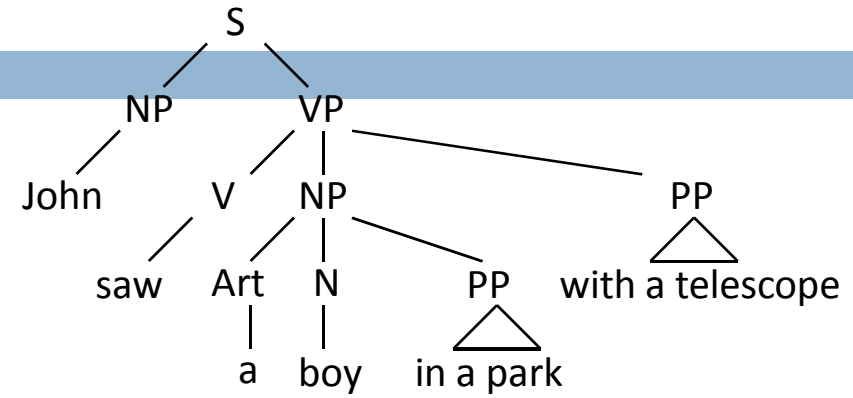 S
NP VP
John V NP PP
saw Art N PP with a telescope
a boy in a park